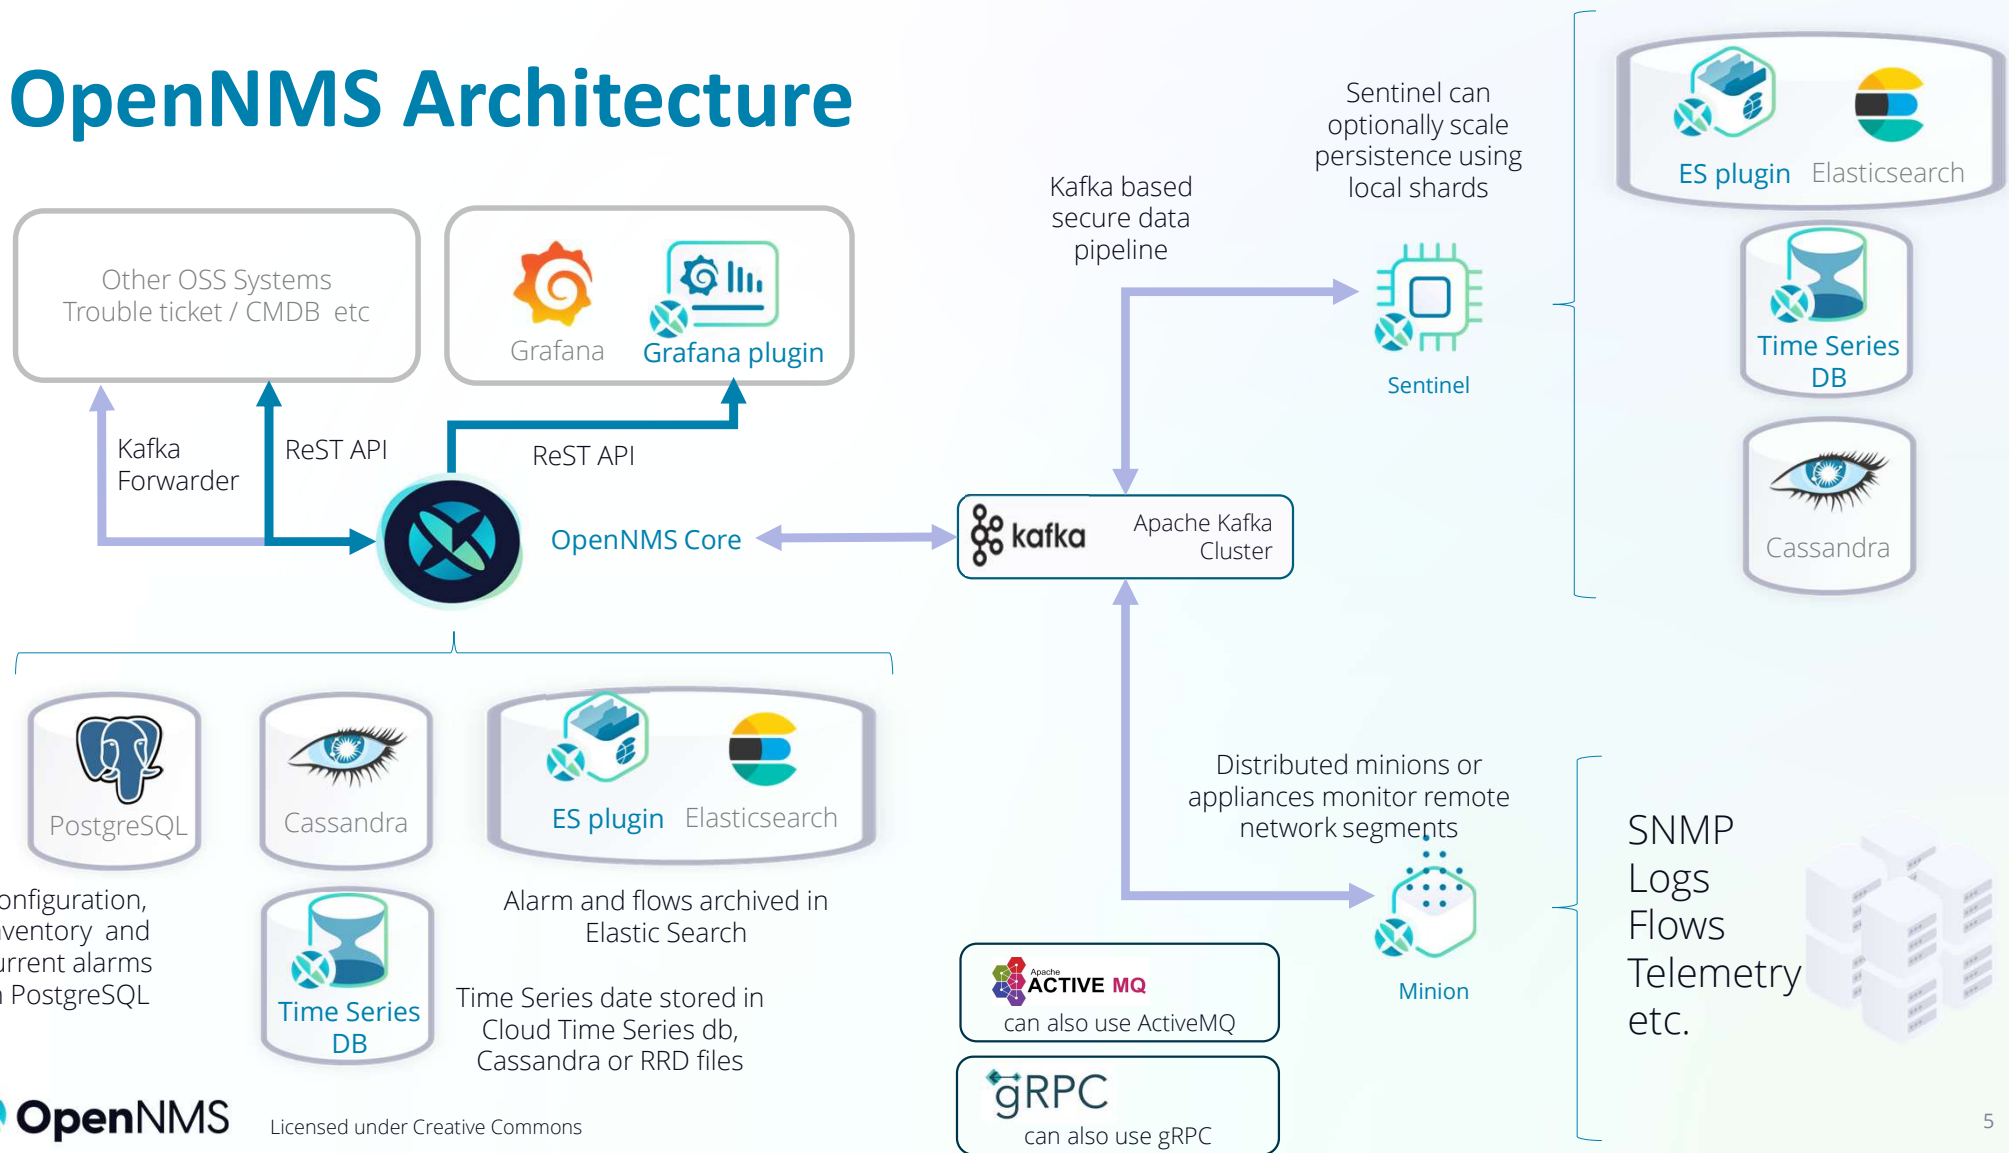 OpenNMS Architecture
Other OSS Systems
Trouble ticket / CMDB etc
Grafana
Grafana plugin
Kafka
Forwarder
ReST API
ReST API
OpenNMS Core
Kafka based
secure data
pipeline
Sentinel can
optionally scale
persistence using
local shards
Sentinel
ES plugin
Elasticsearch
Time Series
DB
Cassandra
kafka
Apache Kafka
Cluster
PostgreSQL
Cassandra
ES plugin
Elasticsearch
onfiguration,
ventory and
urrent alarms
PostgreSQL
Time Series
DB
Alarm and flows archived in
Elastic Search
Time Series date stored in
Cloud Time Series db,
Cassandra or RRD files
Distributed minions or
appliances monitor remote
network segments
Minion
SNMP
Logs
Flows
Telemetry
etc.
Apache
ACTIVE MQ
can also use ActiveMQ
gRPC
can also use gRPC
OpenNMS
Licensed under Creative Commons
5